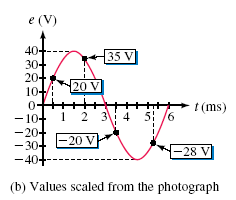 e (V)
40
30
20
10
0
-10
-20
-30
-40
35 V
20 V
1 2 3 4 5 6
t (ms)
-20 V
-28 V
(b) Values scaled from the photograph